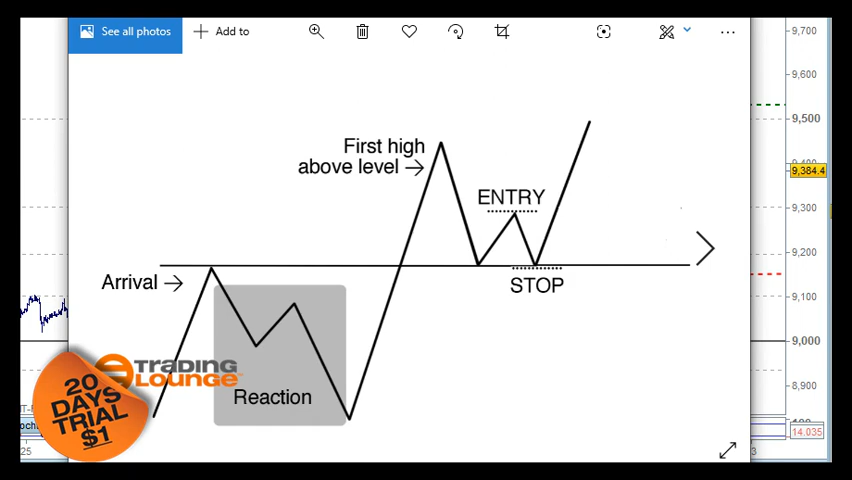 See all photos
Add to
9,700
9,600
9,500
9,384.4
9,300
9,200
9,100
9,000
8,900
14.035
First high
above level
ENTRY
Arrival
STOP
Reaction
TRADING
LOUNGE
20
DAYS
TRIAL
$1
25
3